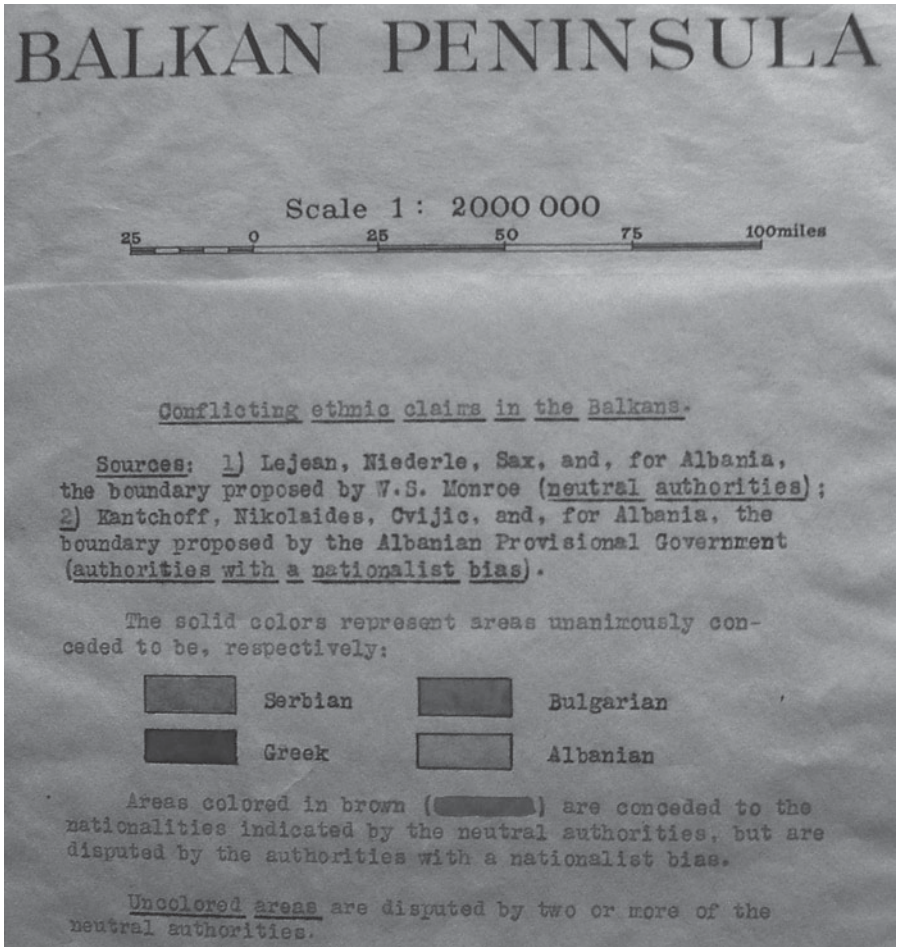 BALKAN PENINSULA
Scale 1 : 2000 000
25 0 25 50 75 100 miles
Conflicting ethnic claims in the Balkans.
Sources: 1) Lejean, Niederle, Sax, and, for Albania,
the boundary proposed by W.S. Monroe (neutral authorities);
2) Kantchoff, Nikolaides, Cvijic, and, for Albania, the
boundary proposed by the Albanian Provisional Government
(authorities with a nationalist bias).
The solid colors represent areas unanimously con-
ceded to be, respectively:
Serbian Bulgarian
Greek Albanian
Areas colored in brown ( ) are conceded to the
nationalities indicated by the neutral authorities, but are
disputed by the authorities with a nationalist bias.
Uncolored areas are disputed by two or more of the
neutral authorities.